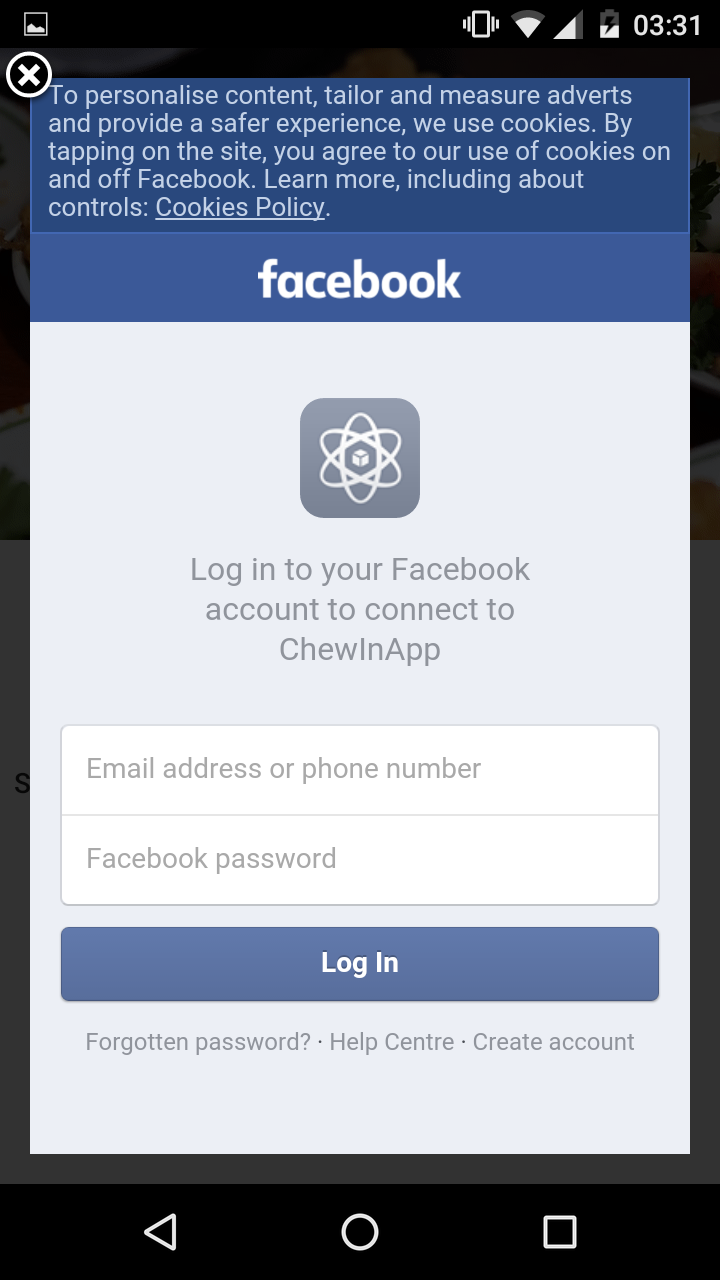 03:31
To personalise content, tailor and measure adverts
and provide a safer experience, we use cookies. By
tapping on the site, you agree to our use of cookies on
and off Facebook. Learn more, including about
controls: Cookies Policy.
facebook
Log in to your Facebook
account to connect to
ChewInApp
Email address or phone number
S
Facebook password
Log In
Forgotten password? · Help Centre · Create account